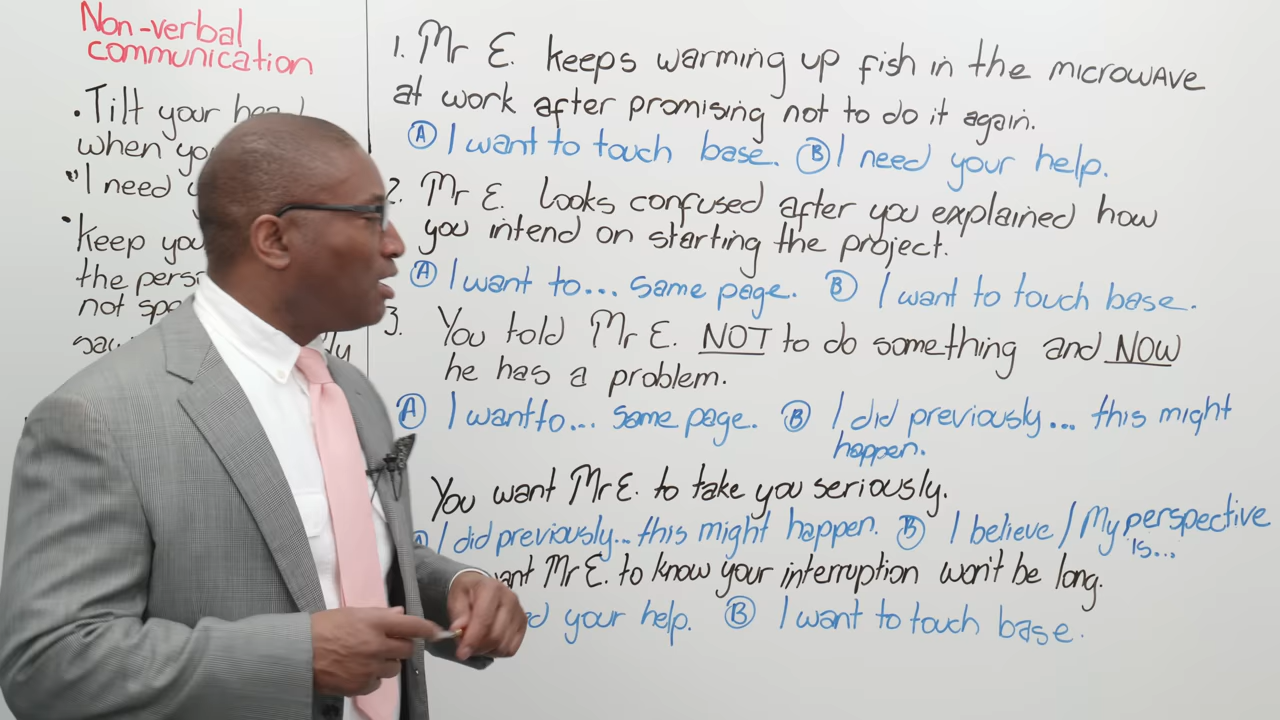 Non-verbal
communication
• Tilt your head
when
"I need
• Keep
the
not
1. Mr E. keeps warming up fish in the microwave
at work after promising not to do it again.
Ⓐ I want to touch base. Ⓑ I need your help.
2. Mr E. looks confused after you explained how
you intend on starting the project.
Ⓐ I want to... same page. Ⓑ I want to touch base.
3. You told Mr E. NOT to do something and NOW
he has a problem.
Ⓐ I want to... same page. Ⓑ I did previously... this might
happen.
You want Mr E. to take you seriously.
I did previously... this might happen. Ⓑ I believe / My perspective
is...
Mr E. to know your interruption won't be long.
your help. Ⓑ I want to touch base.